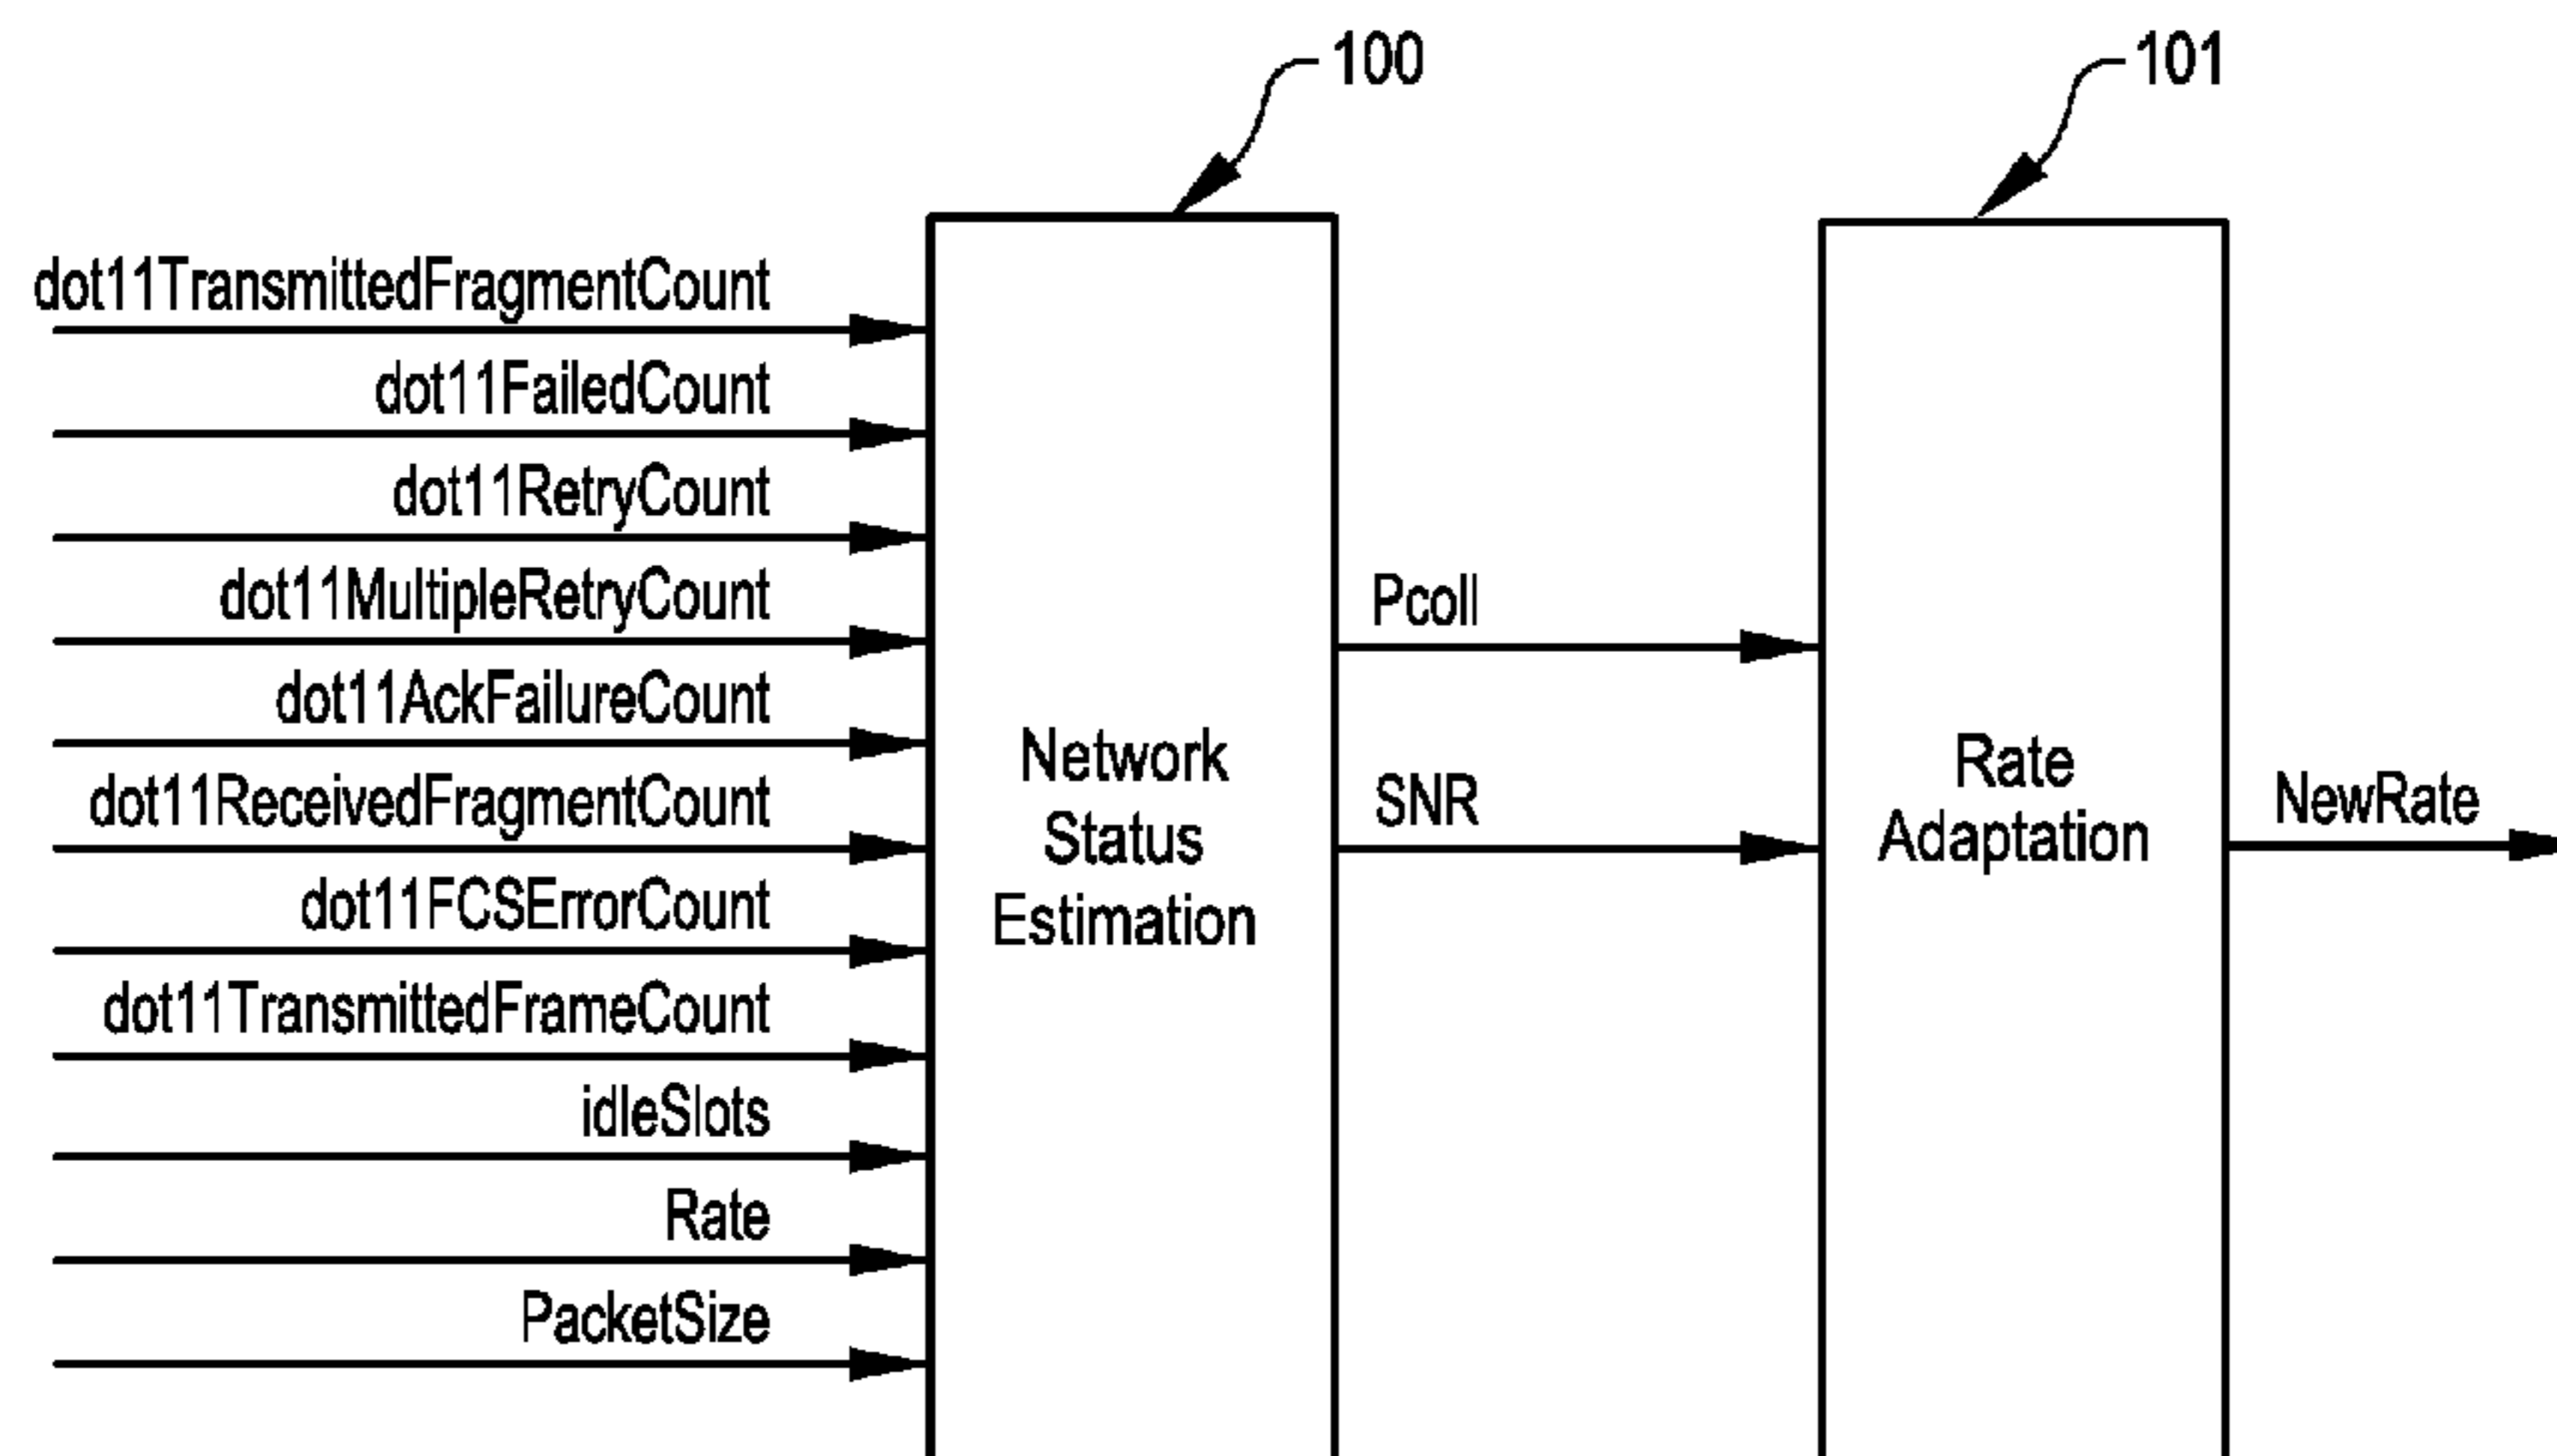 100
101
dot11TransmittedFragmentCount
dot11FailedCount
dot11RetryCount
dot11MultipleRetryCount
dot11AckFailureCount
dot11ReceivedFragmentCount
dot11FCSErrorCount
dot11TransmittedFrameCount
idleSlots
Rate
PacketSize
Network
Status
Estimation
Pcoll
SNR
Rate
Adaptation
NewRate